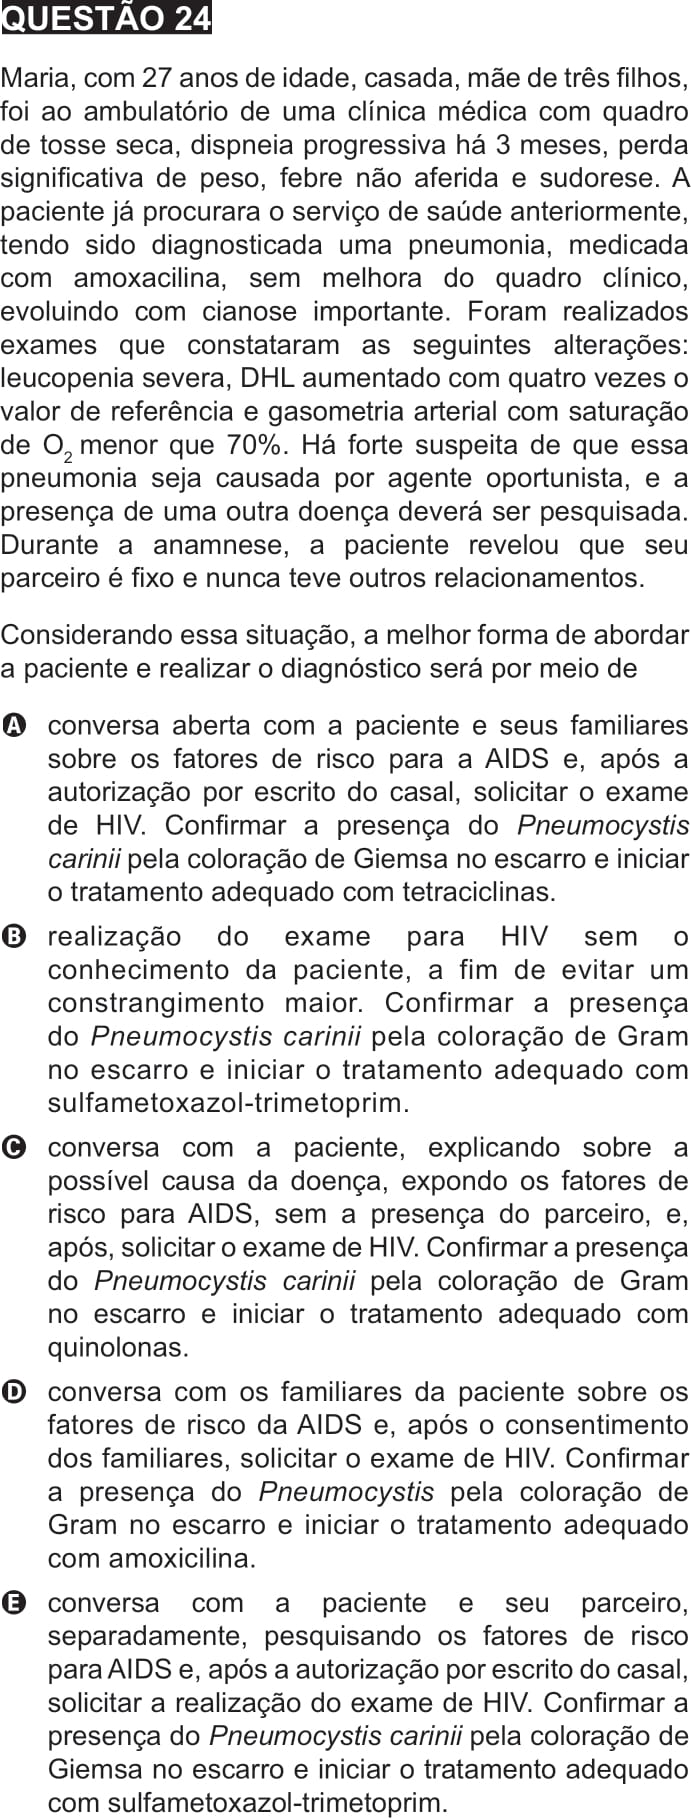 QUESTÃO 24
Maria, com 27 anos de idade, casada, mãe de três filhos,
foi ao ambulatório de uma clínica médica com quadro
de tosse seca, dispneia progressiva há 3 meses, perda
significativa de peso, febre não aferida e sudorese. A
paciente já procurara o serviço de saúde anteriormente,
tendo sido diagnosticada uma pneumonia, medicada
com amoxacilina, sem melhora do quadro clínico,
evoluindo com cianose importante. Foram realizados
exames que constataram as seguintes alterações:
leucopenia severa, DHL aumentado com quatro vezes o
valor de referência e gasometria arterial com saturação
de O2 menor que 70%. Há forte suspeita de que essa
pneumonia seja causada por agente oportunista, e a
presença de uma outra doença deverá ser pesquisada.
Durante a anamnese, a paciente revelou que seu
parceiro é fixo e nunca teve outros relacionamentos.
Considerando essa situação, a melhor forma de abordar
a paciente e realizar o diagnóstico será por meio de
A conversa aberta com a paciente e seus familiares
sobre os fatores de risco para a AIDS e, após a
autorização por escrito do casal, solicitar o exame
de HIV. Confirmar a presença do Pneumocystis
carinii pela coloração de Giemsa no escarro e iniciar
o tratamento adequado com tetraciclinas.
B realização do exame para HIV sem o
conhecimento da paciente, a fim de evitar um
constrangimento maior. Confirmar a presença
do Pneumocystis carinii pela coloração de Gram
no escarro e iniciar o tratamento adequado com
sulfametoxazol-trimetoprim.
C conversa com a paciente, explicando sobre a
possível causa da doença, expondo os fatores de
risco para AIDS, sem a presença do parceiro, e,
após, solicitar o exame de HIV. Confirmar a presença
do Pneumocystis carinii pela coloração de Gram
no escarro e iniciar o tratamento adequado com
quinolonas.
D conversa com os familiares da paciente sobre os
fatores de risco da AIDS e, após o consentimento
dos familiares, solicitar o exame de HIV. Confirmar
a presença do Pneumocystis pela coloração de
Gram no escarro e iniciar o tratamento adequado
com amoxicilina.
E conversa com a paciente e seu parceiro,
separadamente, pesquisando os fatores de risco
para AIDS e, após a autorização por escrito do casal,
solicitar a realização do exame de HIV. Confirmar a
presença do Pneumocystis carinii pela coloração de
Giemsa no escarro e iniciar o tratamento adequado
com sulfametoxazol-trimetoprim.